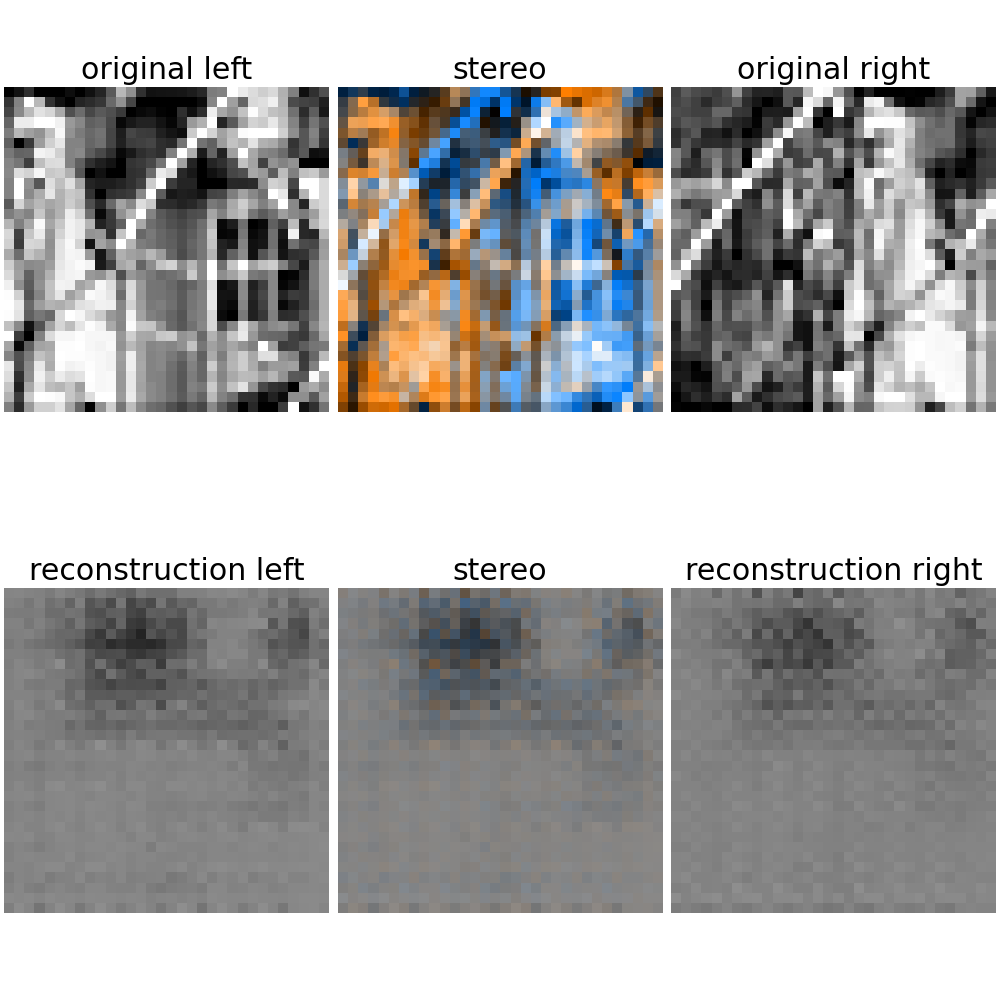 original left
stereo
original right
reconstruction left
stereo
reconstruction right